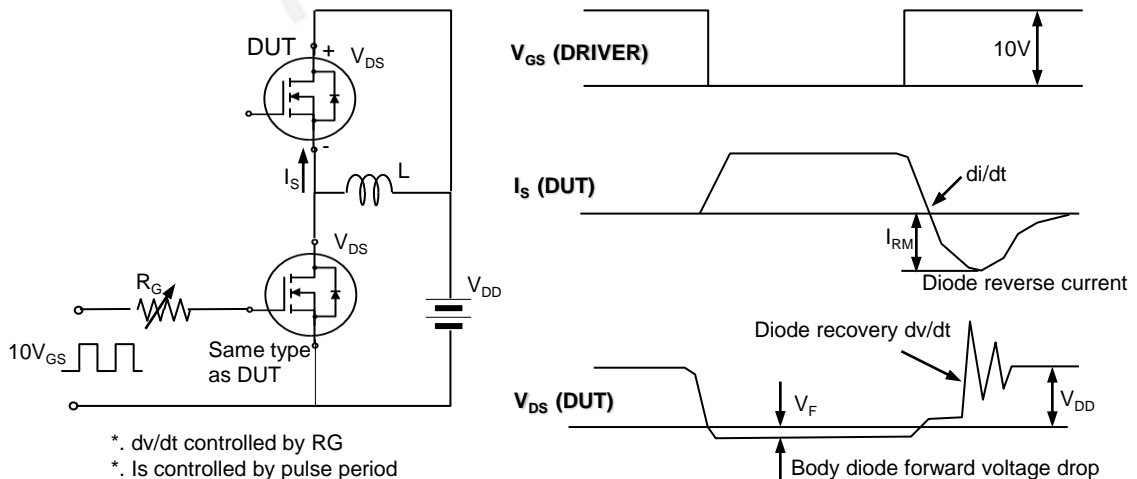 DUT
+
V_DS
-
I_S
L
V_DS
R_G
V_DD
10V_GS
Same type
as DUT
*. dv/dt controlled by RG
*. Is controlled by pulse period
V_GS (DRIVER)
10V
I_S (DUT)
di/dt
I_RM
Diode reverse current
Diode recovery dv/dt
V_DS (DUT)
V_F
V_DD
Body diode forward voltage drop